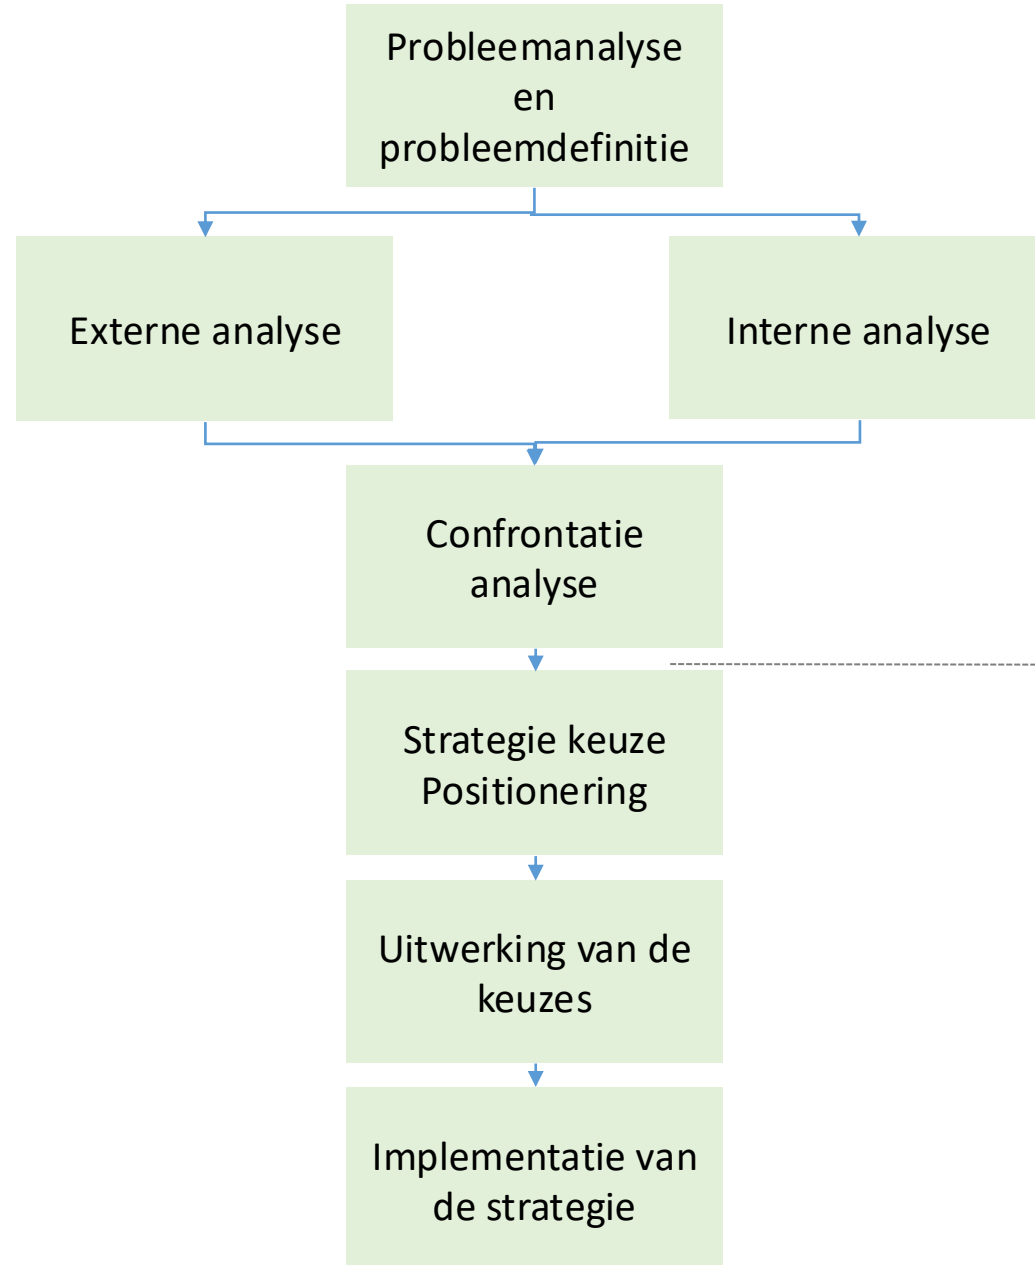 Probleemanalyse
en
probleemdefinitie
Externe analyse
Interne analyse
Confrontatie
analyse
Strategie keuze
Positionering
Uitwerking van de
keuzes
Implementatie van
de strategie